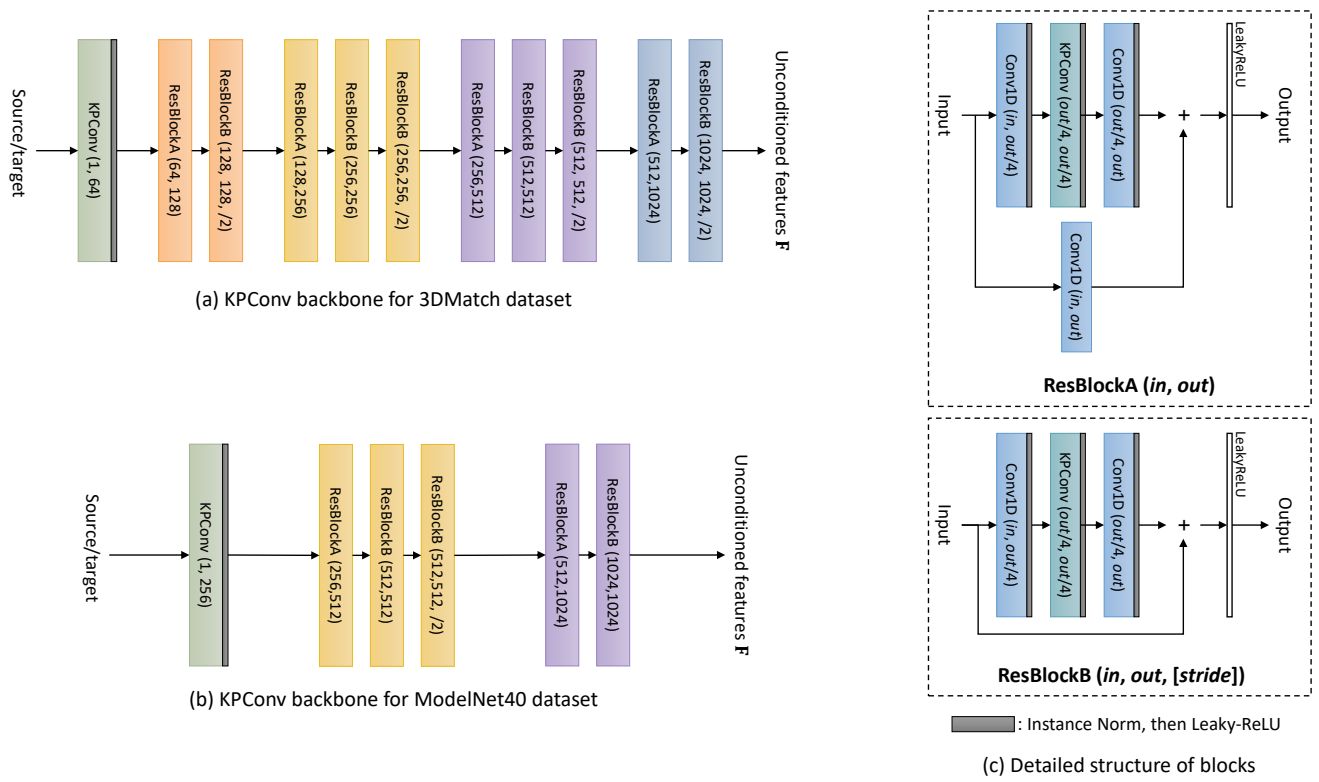 Source/target
KPConv (1, 64)
ResBlockA (64, 128)
ResBlockB (128, 128, /2)
ResBlockA (128,256)
ResBlockB (256,256)
ResBlockB (256,256, /2)
ResBlockA (256,512)
ResBlockB (512,512)
ResBlockB (512, 512, /2)
ResBlockA (512,1024)
ResBlockB (1024, 1024, /2)
Unconditioned features F
(a) KPConv backbone for 3DMatch dataset
Source/target
KPConv (1, 256)
ResBlockA (256,512)
ResBlockB (512,512)
ResBlockB (512,512, /2)
ResBlockA (512,1024)
ResBlockB (1024,1024)
Unconditioned features F
(b) KPConv backbone for ModelNet40 dataset
Input
Conv1D (in, out/4)
KPConv (out/4, out/4)
Conv1D (out/4, out)
+
LeakyReLU
Output
Conv1D (in, out)
ResBlockA (in, out)
Input
Conv1D (in, out/4)
KPConv (out/4, out/4)
Conv1D (out/4, out)
+
LeakyReLU
Output
ResBlockB (in, out, [stride])
: Instance Norm, then Leaky-ReLU
(c) Detailed structure of blocks